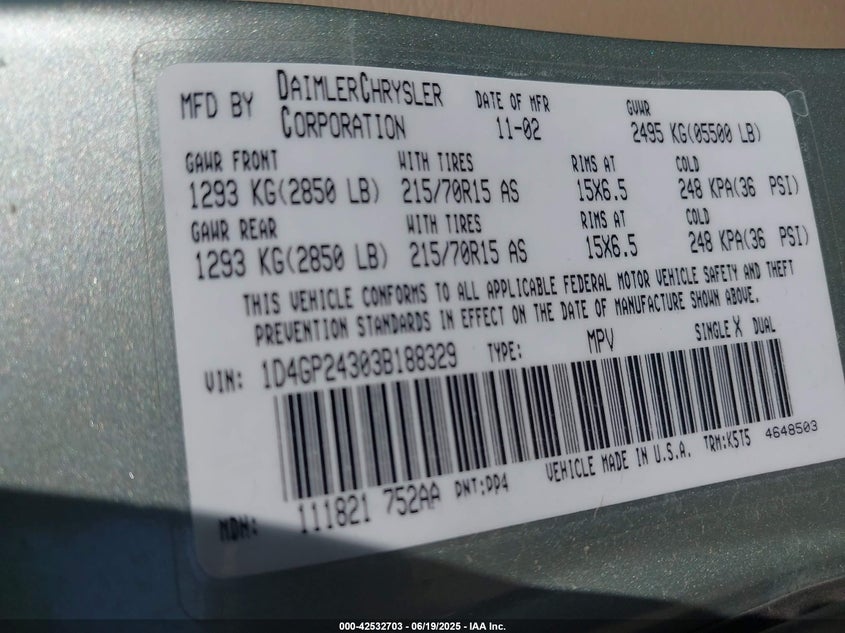 MFD BY DAIMLERCHRYSLER CORPORATION DATE OF MFR 11-02 GVWR 2495 KG(05500 LB)
GAWR FRONT WITH TIRES RIMS AT COLD
1293 KG(2850 LB) 215/70R15 AS 15X6.5 248 KPA(36 PSI)
GAWR REAR WITH TIRES RIMS AT COLD
1293 KG(2850 LB) 215/70R15 AS 15X6.5 248 KPA(36 PSI)
THIS VEHICLE CONFORMS TO ALL APPLICABLE FEDERAL MOTOR VEHICLE SAFETY AND THEFT
PREVENTION STANDARDS IN EFFECT ON THE DATE OF MANUFACTURE SHOWN ABOVE.
VIN: 1D4GP24303B188329 TYPE: MPV SINGLE X DUAL
MDH: 111821 752AA PNT:PP4 VEHICLE MADE IN U.S.A. TRM:K5T5 4648503
000-42532703 - 06/19/2025 - IAA Inc.